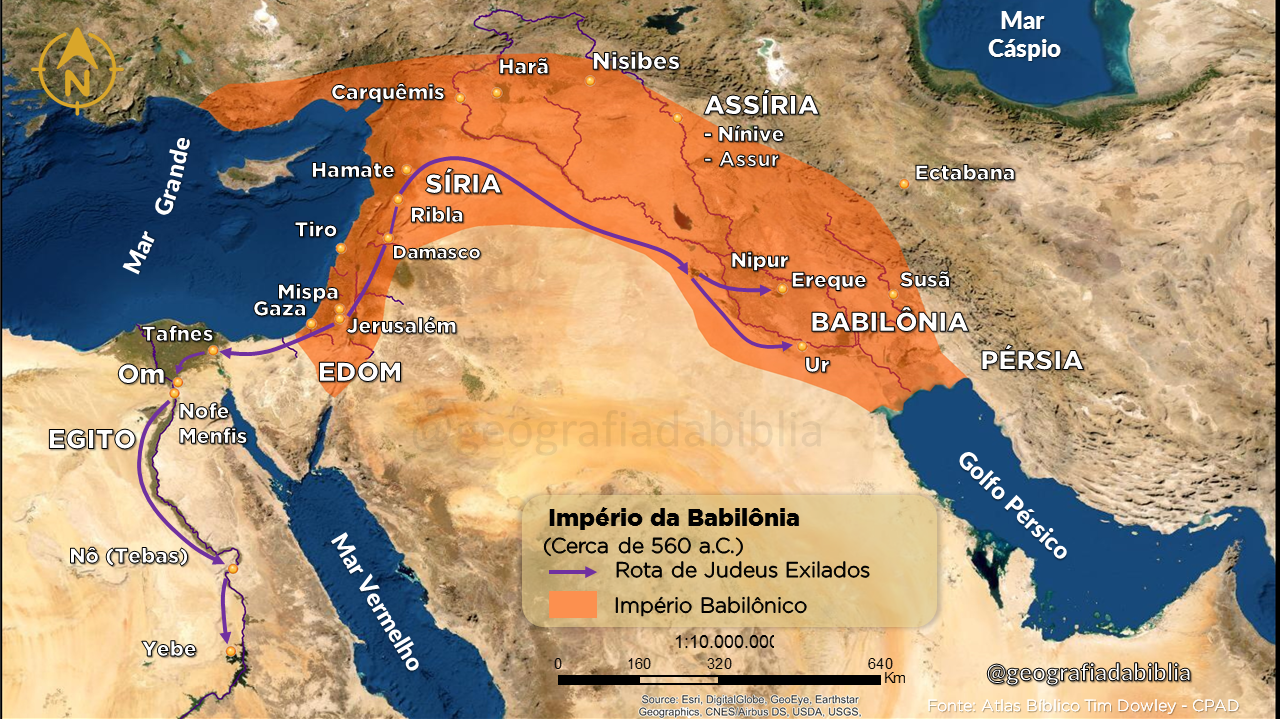 N
Mar
Cáspio
Mar Grande
Harã
Nisibes
Carquêmis
ASSÍRIA
- Nínive
- Assur
Hamate
SÍRIA
Ectabana
Ribla
Tiro
Damasco
Nipur
Ereque
Susã
Mispa
Gaza
Jerusalém
BABILÔNIA
Tafnes
Ur
PÉRSIA
Om
EDOM
Nofe
Menfis
EGITO
@geografiadabiblia
Golfo Pérsico
Mar Vermelho
Nô (Tebas)
Yebe
Império da Babilônia
(Cerca de 560 a.C.)
Rota de Judeus Exilados
Império Babilônico
1:10.000.000
0 160 320 640
Km
Source: Esri, DigitalGlobe, GeoEye, Earthstar
Geographics, CNES/Airbus DS, USDA, USGS,
@geografiadabiblia
Fonte: Atlas Bíblico Tim Dowley - CPAD